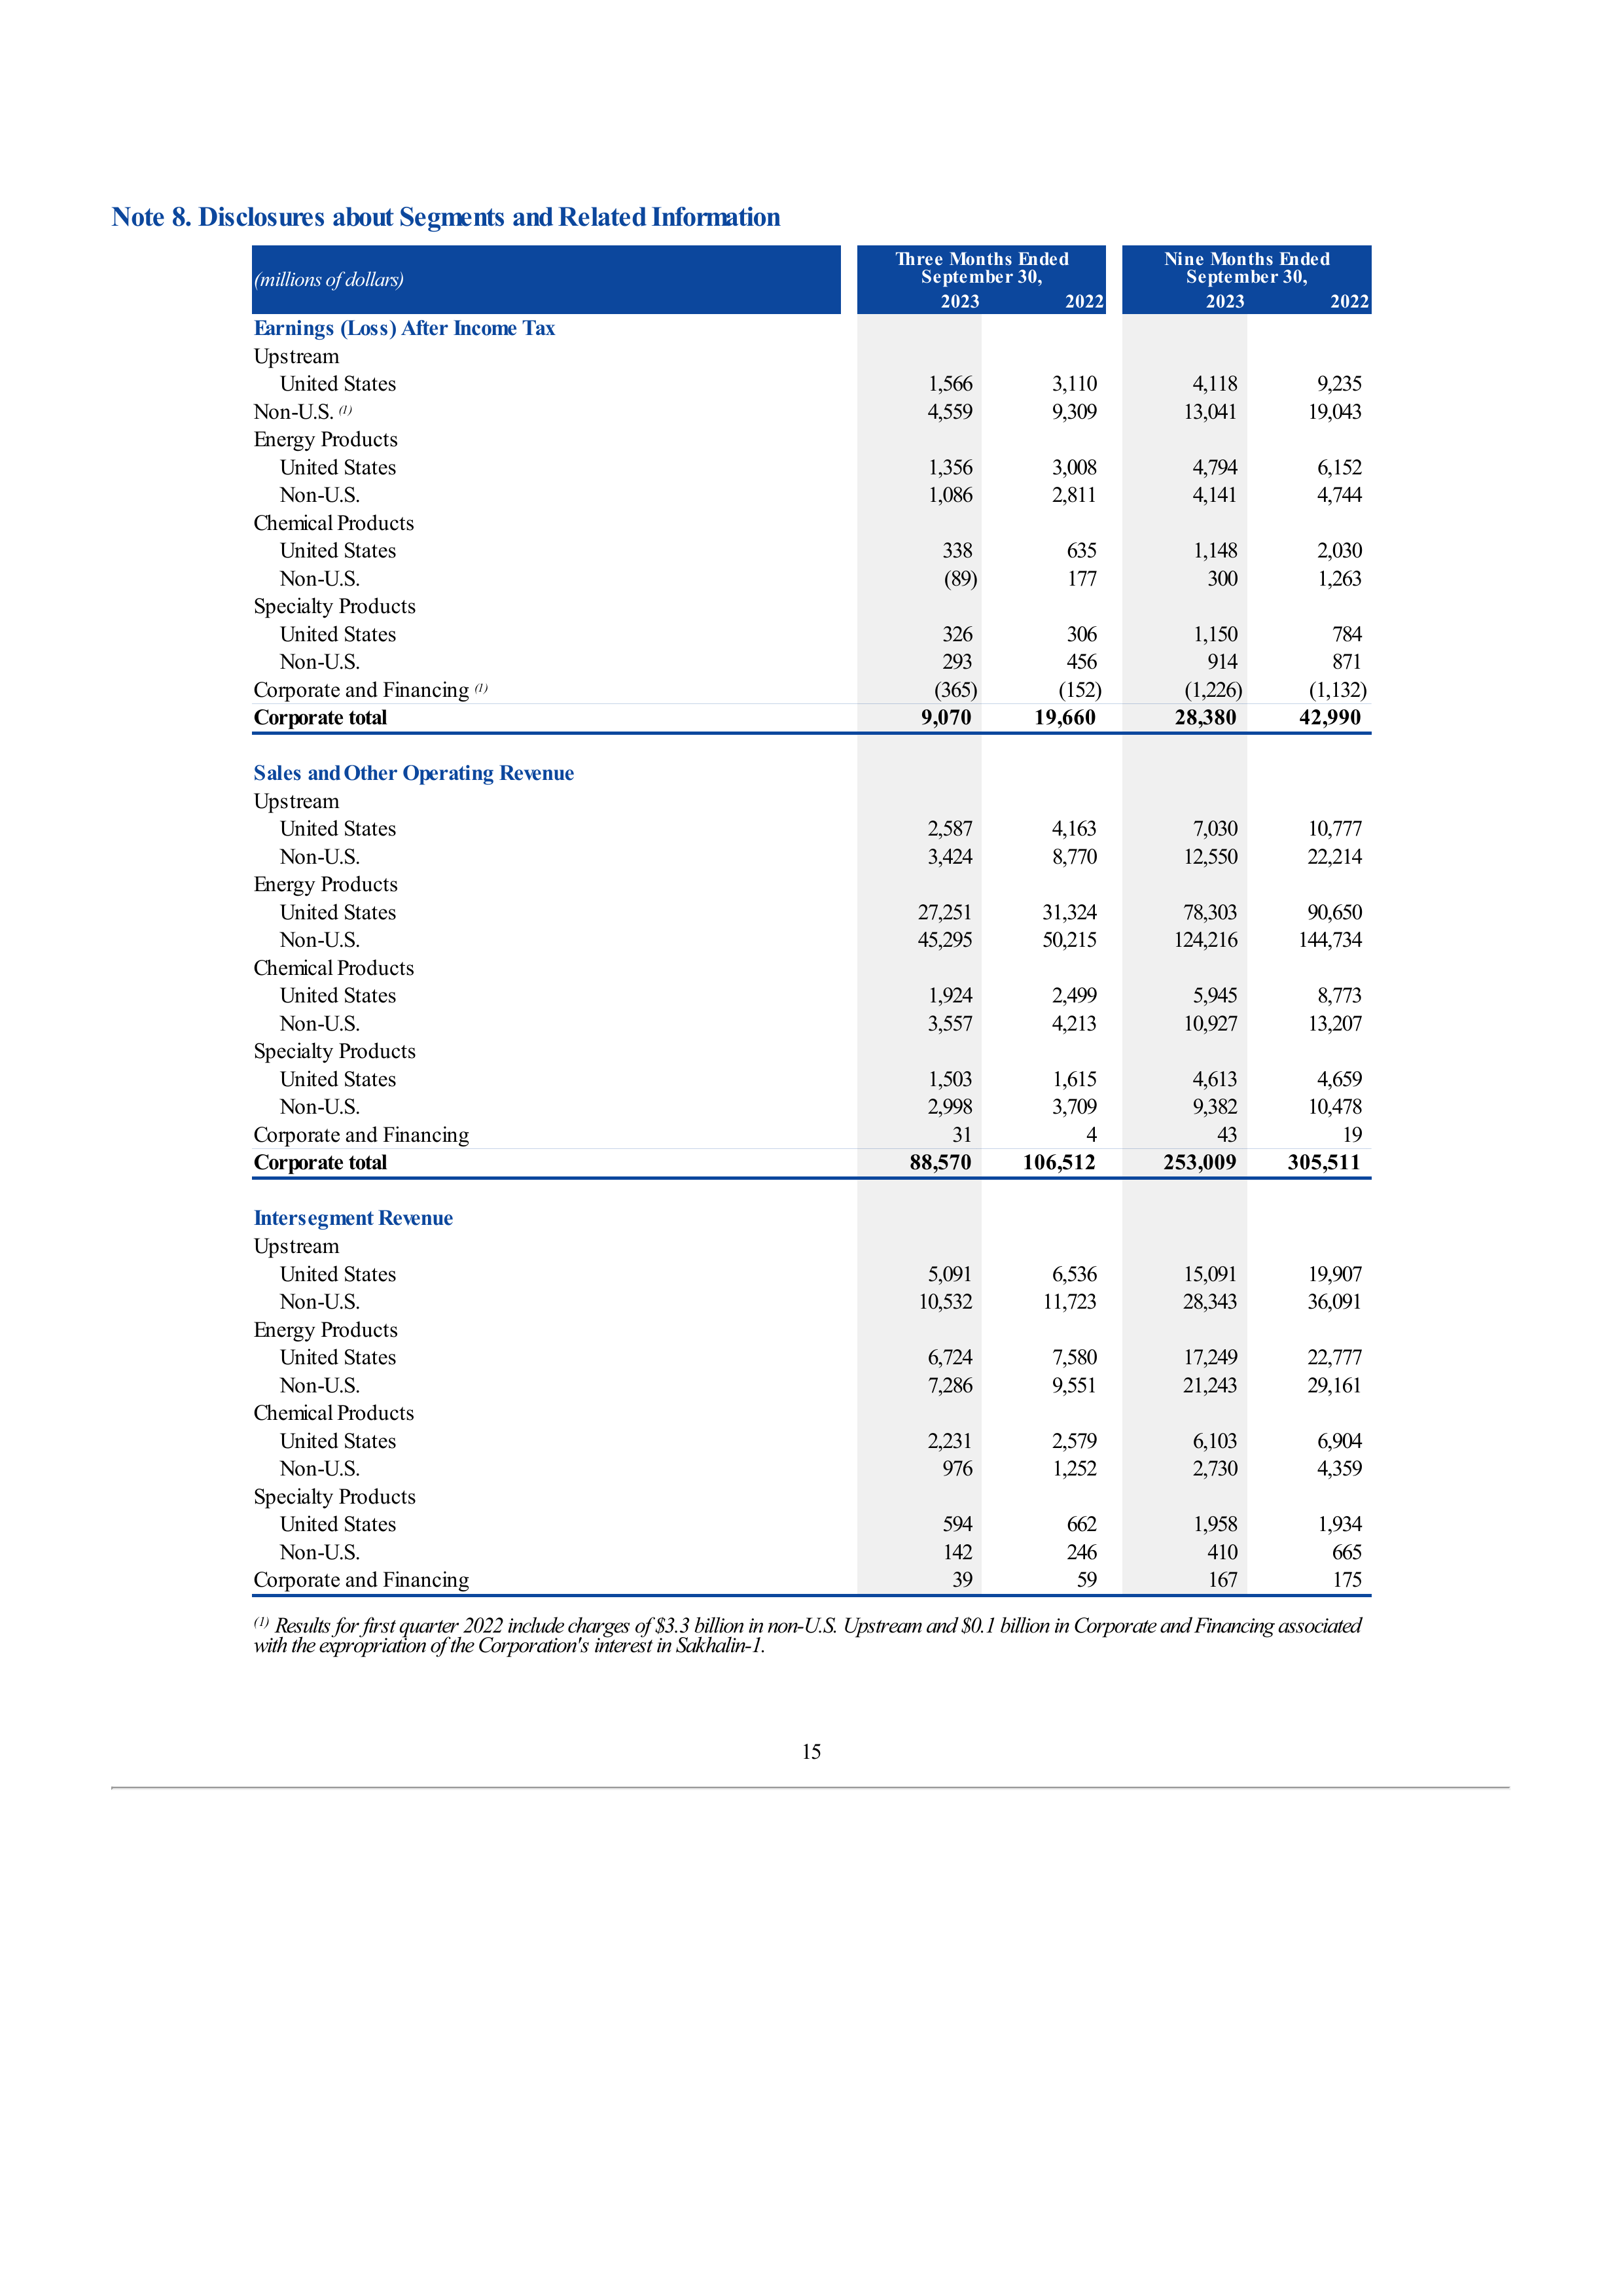 Note 8. Disclosures about Segments and Related Information
(millions of dollars) Three Months Ended September 30, Nine Months Ended September 30,
2023 2022 2023 2022
Earnings (Loss) After Income Tax
Upstream
United States 1,566 3,110 4,118 9,235
Non-U.S. (1) 4,559 9,309 13,041 19,043
Energy Products
United States 1,356 3,008 4,794 6,152
Non-U.S. 1,086 2,811 4,141 4,744
Chemical Products
United States 338 635 1,148 2,030
Non-U.S. (89) 177 300 1,263
Specialty Products
United States 326 306 1,150 784
Non-U.S. 293 456 914 871
Corporate and Financing (1) (365) (152) (1,226) (1,132)
Corporate total 9,070 19,660 28,380 42,990
Sales and Other Operating Revenue
Upstream
United States 2,587 4,163 7,030 10,777
Non-U.S. 3,424 8,770 12,550 22,214
Energy Products
United States 27,251 31,324 78,303 90,650
Non-U.S. 45,295 50,215 124,216 144,734
Chemical Products
United States 1,924 2,499 5,945 8,773
Non-U.S. 3,557 4,213 10,927 13,207
Specialty Products
United States 1,503 1,615 4,613 4,659
Non-U.S. 2,998 3,709 9,382 10,478
Corporate and Financing 31 4 43 19
Corporate total 88,570 106,512 253,009 305,511
Intersegment Revenue
Upstream
United States 5,091 6,536 15,091 19,907
Non-U.S. 10,532 11,723 28,343 36,091
Energy Products
United States 6,724 7,580 17,249 22,777
Non-U.S. 7,286 9,551 21,243 29,161
Chemical Products
United States 2,231 2,579 6,103 6,904
Non-U.S. 976 1,252 2,730 4,359
Specialty Products
United States 594 662 1,958 1,934
Non-U.S. 142 246 410 665
Corporate and Financing 39 59 167 175
(1) Results for first quarter 2022 include charges of $3.3 billion in non-U.S. Upstream and $0.1 billion in Corporate and Financing associated
with the expropriation of the Corporation's interest in Sakhalin-1.
15